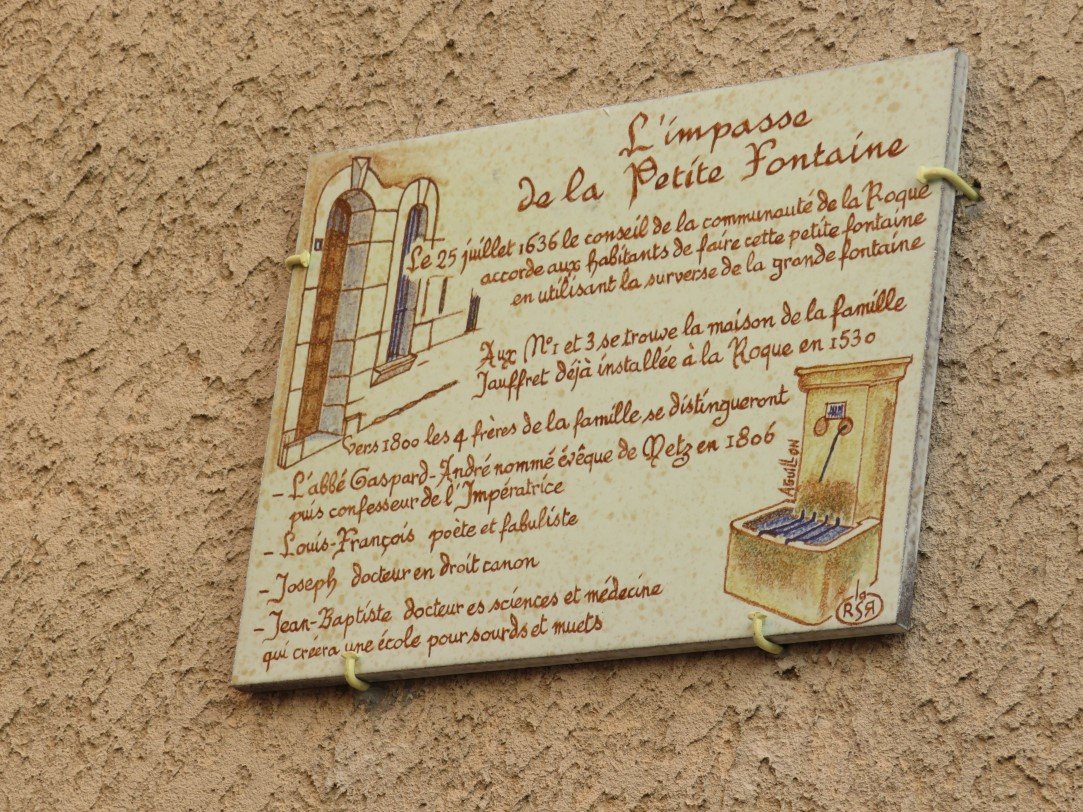 L'impasse
de la Petite Fontaine
Le 25 juillet 1636 le conseil de la communauté de la Roque
accorde aux habitants de faire cette petite fontaine
en utilisant la surverse de la grande fontaine
Aux N°1 et 3 se trouve la maison de la famille
Jauffret déjà installée à la Roque en 1530
vers 1800 les 4 frères de la famille se distingueront
- L'abbé Gaspard-André nommé évêque de Metz en 1806
puis confesseur de l'Impératrice
- Louis-François poète et fabuliste
- Joseph docteur en droit canon
- Jean-Baptiste docteur es sciences et médecine
qui créera une école pour sourds et muets
AGUILLON
RSR